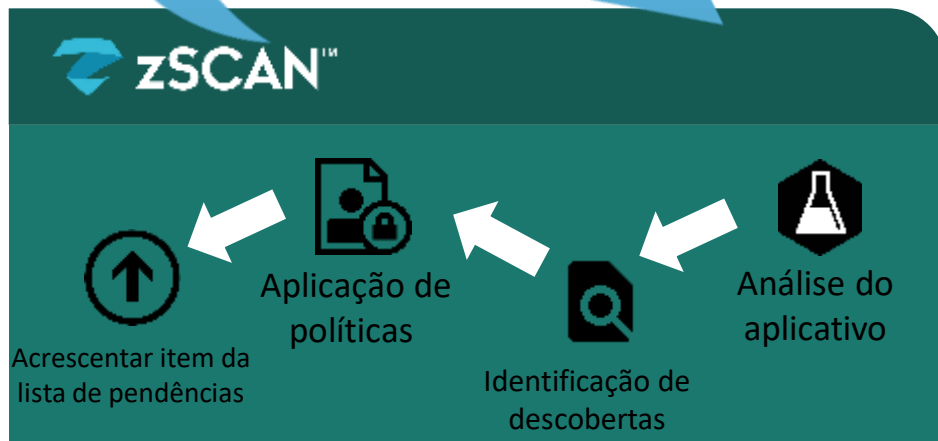 zSCAN™
Aplicação de
políticas
Análise do
aplicativo
Acrescentar item da
lista de pendências
Identificação de
descobertas